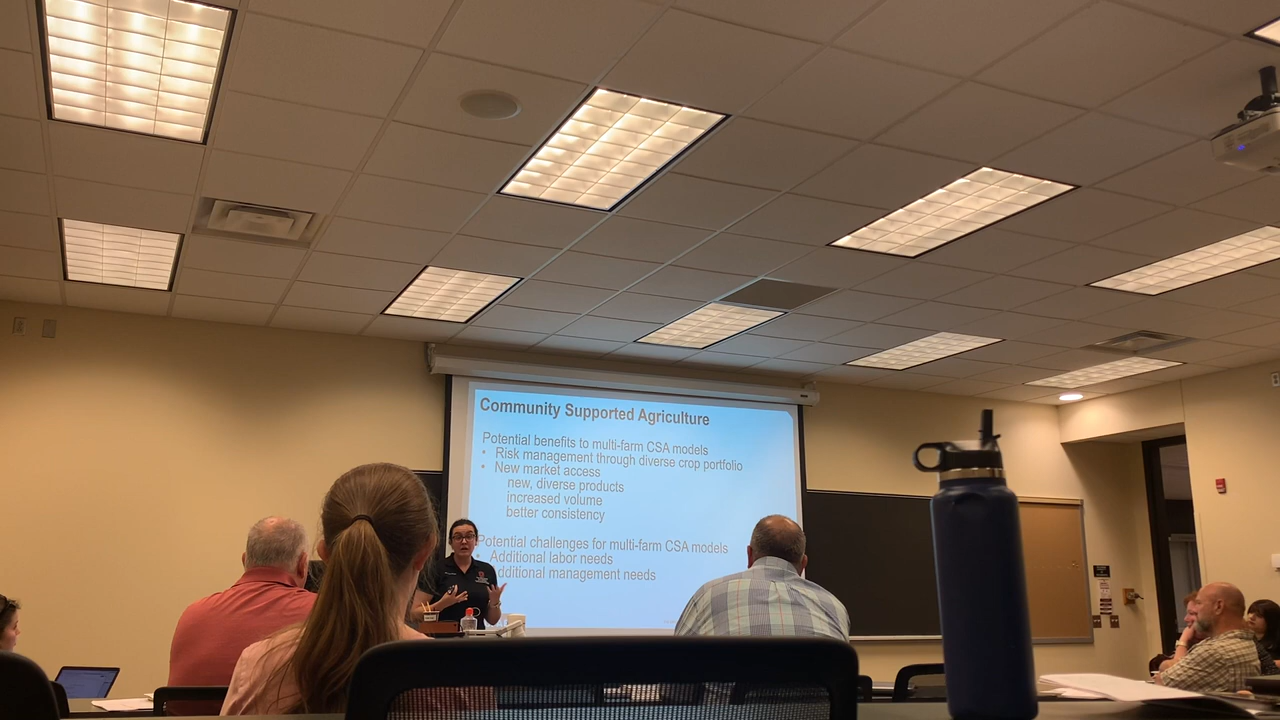 Community Supported Agriculture
Potential benefits to multi-farm CSA models
• Risk management through diverse crop portfolio
• New market access
new, diverse products
increased volume
better consistency
Potential challenges for multi-farm CSA models
• Additional labor needs
Additional management needs